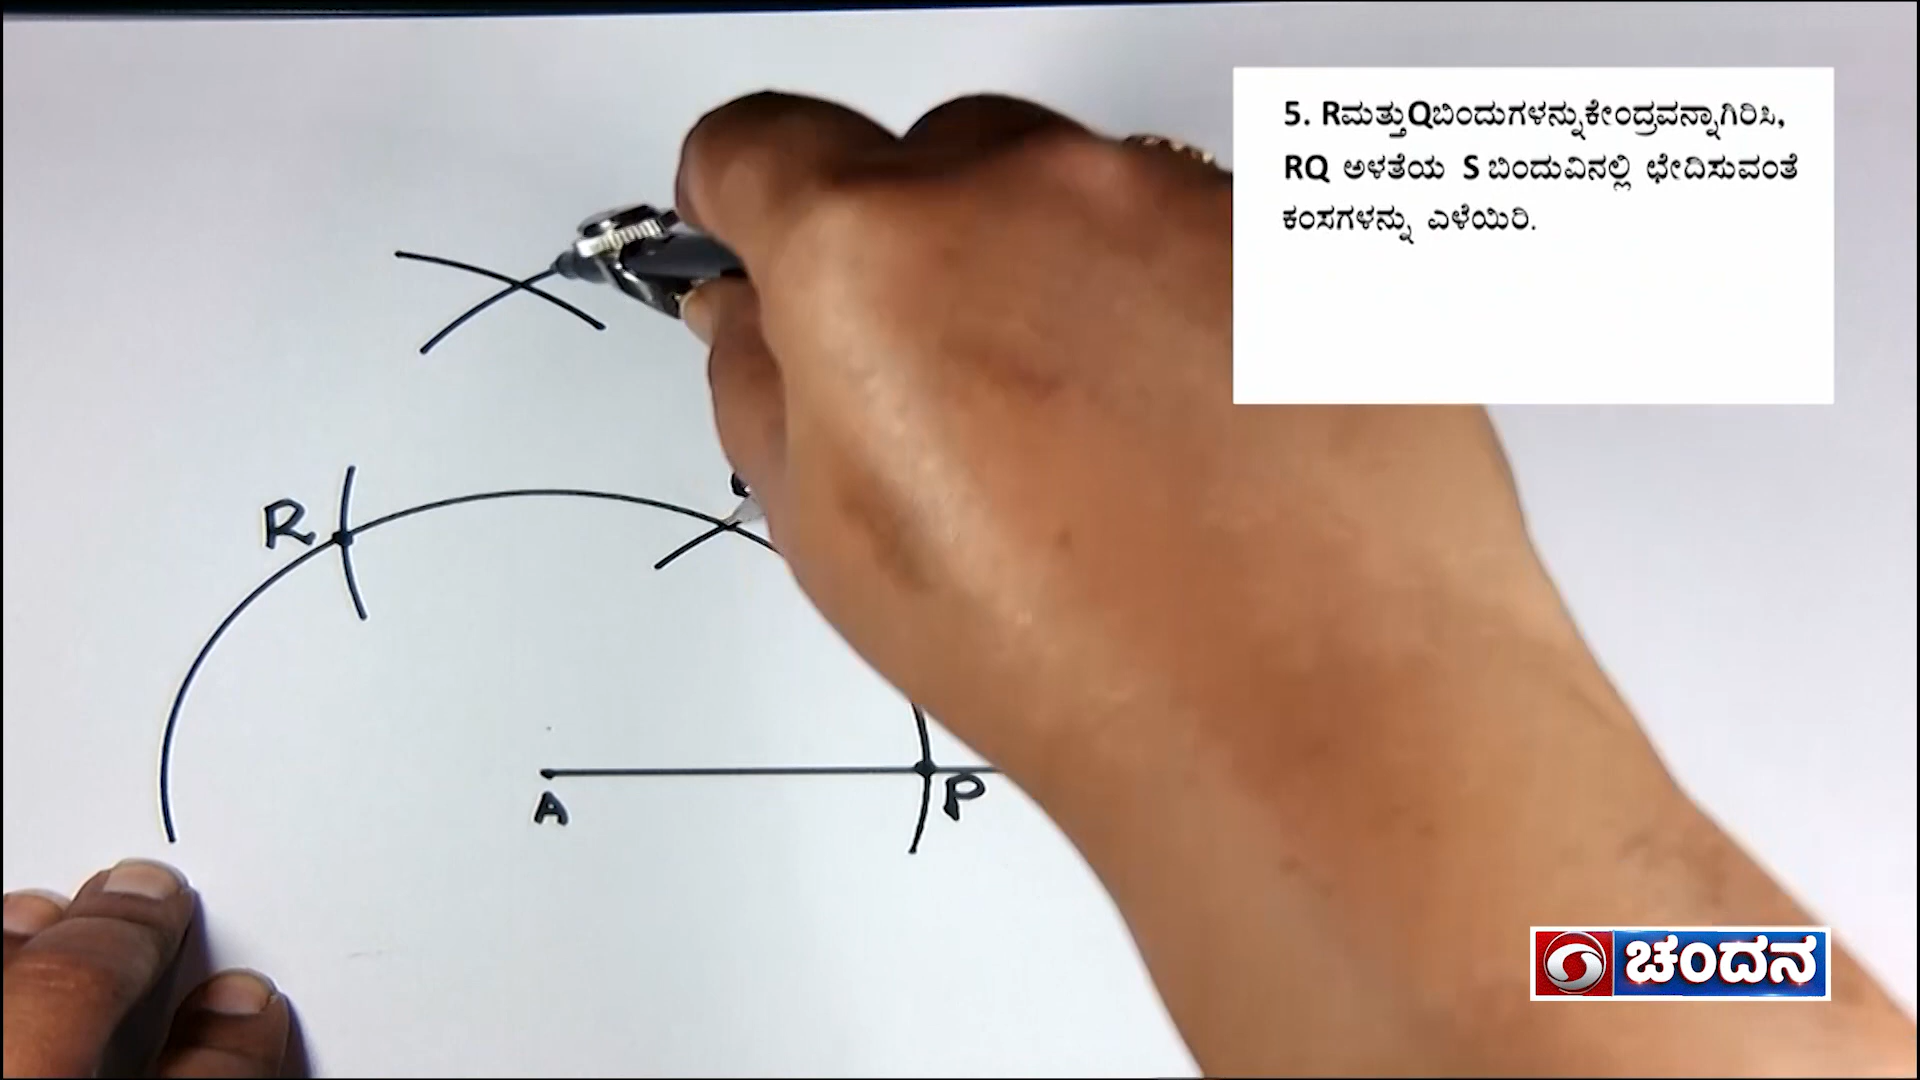 5. Rಮತ್ತುQಬಿಂದುಗಳನ್ನುಕೇಂದ್ರವನ್ನಾಗಿರಿಸಿ,
RQ ಅಳತೆಯ S ಬಿಂದುವಿನಲ್ಲಿ ಛೇದಿಸುವಂತೆ
ಕಂಸಗಳನ್ನು ಎಳೆಯಿರಿ.
R
A
P
ಚಂದನ